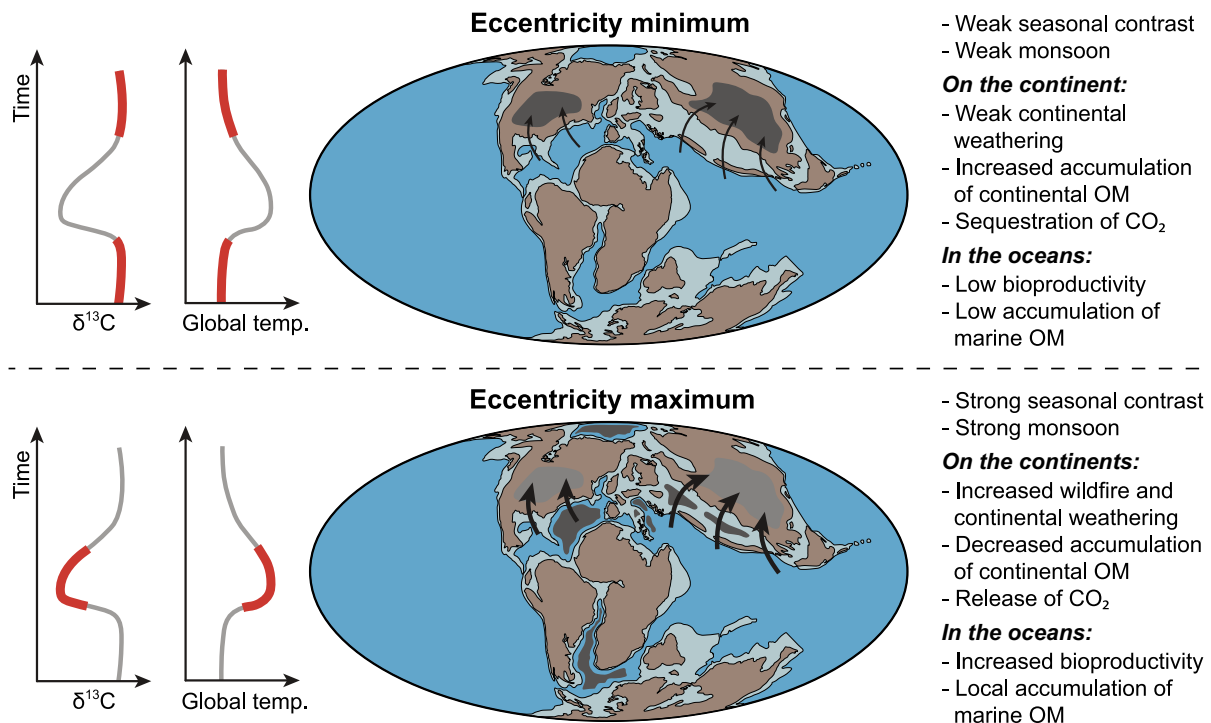 Eccentricity minimum
Time
δ¹³C
Global temp.
- Weak seasonal contrast
- Weak monsoon
On the continent:
- Weak continental
weathering
- Increased accumulation
of continental OM
- Sequestration of CO₂
In the oceans:
- Low bioproductivity
- Low accumulation of
marine OM
Eccentricity maximum
Time
δ¹³C
Global temp.
- Strong seasonal contrast
- Strong monsoon
On the continents:
- Increased wildfire and
continental weathering
- Decreased accumulation
of continental OM
- Release of CO₂
In the oceans:
- Increased bioproductivity
- Local accumulation of
marine OM